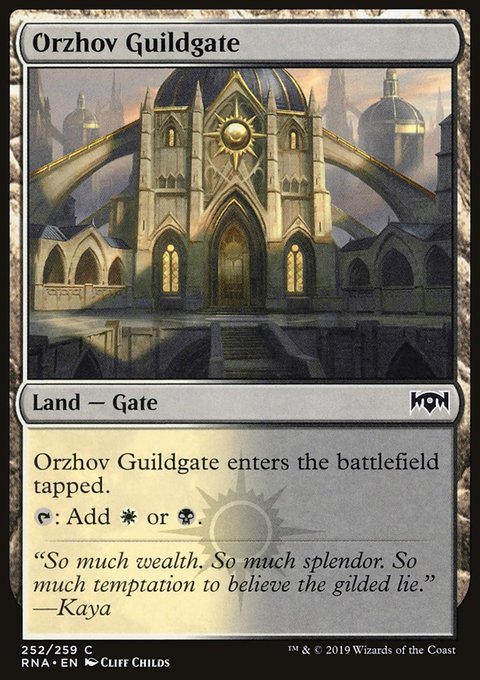 Orzhov Guildgate
Land — Gate
Orzhov Guildgate enters the battlefield
tapped.
: Add or .
“So much wealth. So much splendor. So
much temptation to believe the gilded lie.”
—Kaya
252/259 C
RNA • EN Cliff Childs
™ & © 2019 Wizards of the Coast